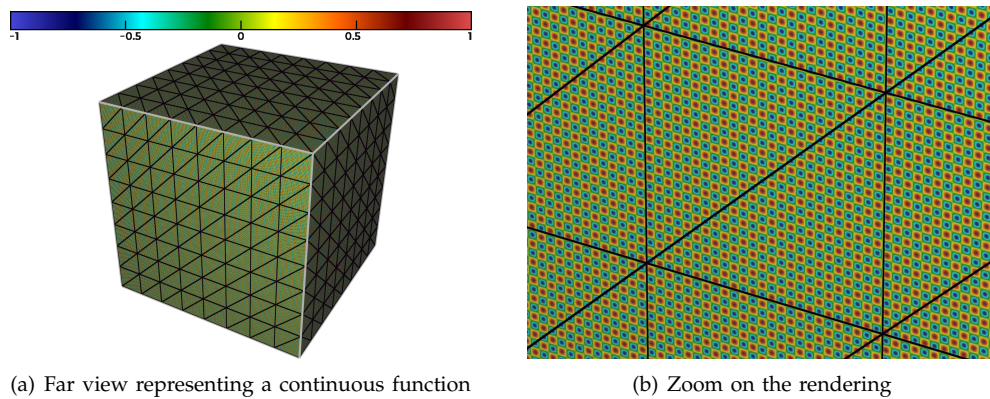 -1 -0.5 0 0.5 1
(a) Far view representing a continuous function
(b) Zoom on the rendering